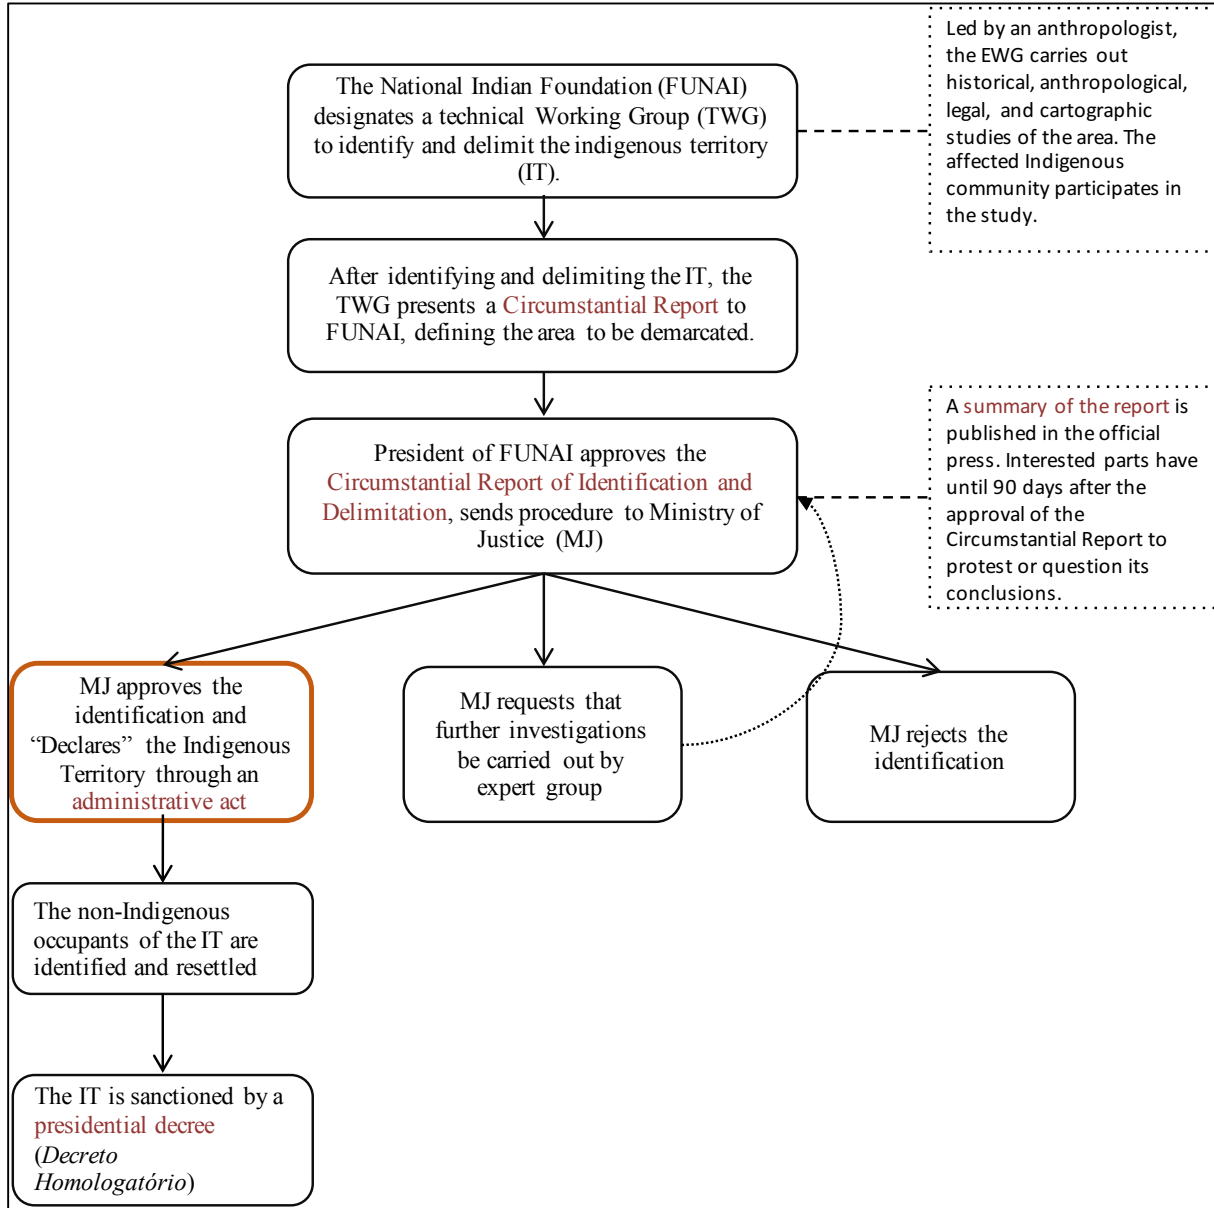 The National Indian Foundation (FUNAI)
designates a technical Working Group (TWG)
to identify and delimit the indigenous territory
(IT).
Led by an anthropologist,
the EWG carries out
historical, anthropological,
legal, and cartographic
studies of the area. The
affected Indigenous
community participates in
the study.
After identifying and delimiting the IT, the
TWG presents a Circumstantial Report to
FUNAI, defining the area to be demarcated.
President of FUNAI approves the
Circumstantial Report of Identification and
Delimitation, sends procedure to Ministry of
Justice (MJ)
A summary of the report is
published in the official
press. Interested parts have
until 90 days after the
approval of the
Circumstantial Report to
protest or question its
conclusions.
MJ approves the
identification and
“Declares” the Indigenous
Territory through an
administrative act
MJ requests that
further investigations
be carried out by
expert group
MJ rejects the
identification
The non-Indigenous
occupants of the IT are
identified and resettled
The IT is sanctioned by a
presidential decree
(Decreto
Homologatório)